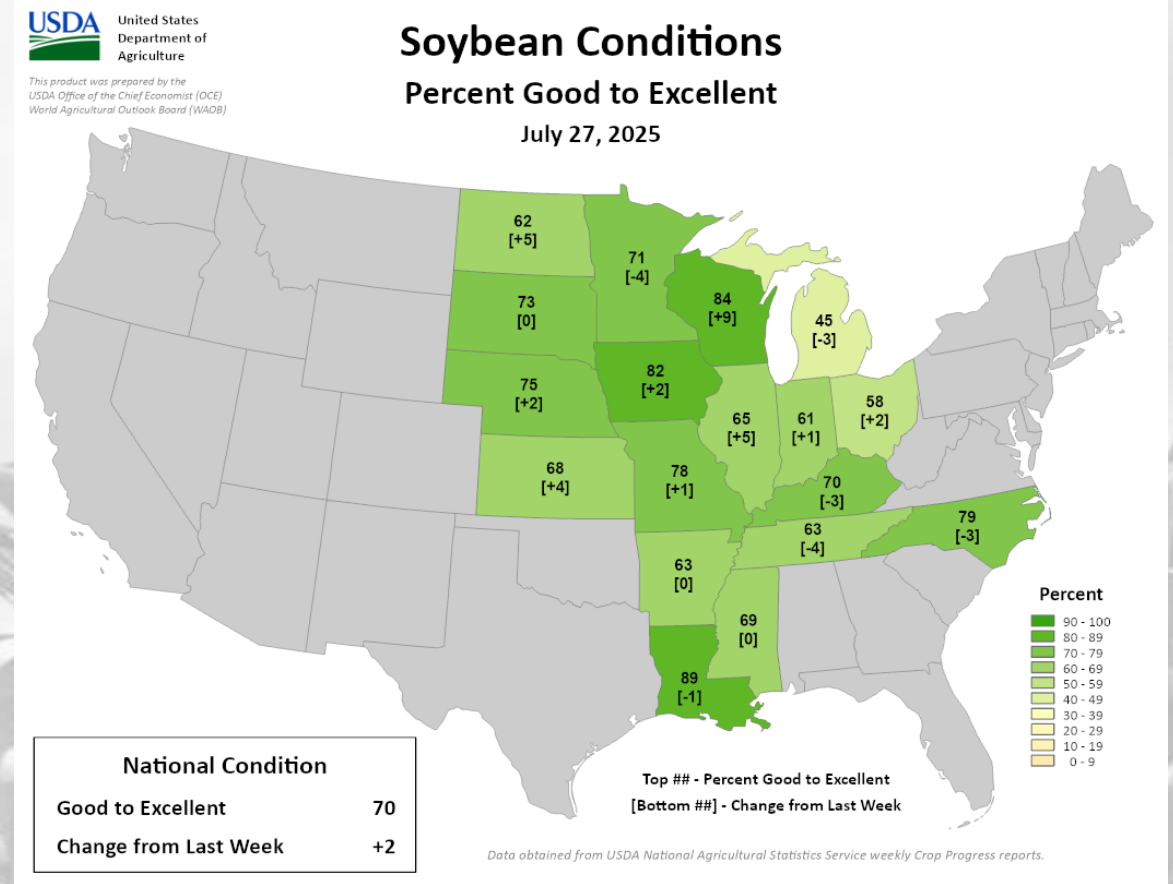 USDA
United States
Department of
Agriculture
This product was prepared by the
USDA Office of the Chief Economist (OCE)
World Agricultural Outlook Board (WAOB)
Soybean Conditions
Percent Good to Excellent
July 27, 2025
62
[+5]
71
[-4]
73
[0]
84
[+9]
45
[-3]
82
[+2]
75
[+2]
65
[+5]
61
[+1]
58
[+2]
68
[+4]
78
[+1]
70
[-3]
63
[-4]
79
[-3]
63
[0]
69
[0]
89
[-1]
Percent
90 - 100
80 - 89
70 - 79
60 - 69
50 - 59
40 - 49
30 - 39
20 - 29
10 - 19
0 - 9
National Condition
Good to Excellent 70
Change from Last Week +2
Top ## - Percent Good to Excellent
[Bottom ##] - Change from Last Week
Data obtained from USDA National Agricultural Statistics Service weekly Crop Progress reports.